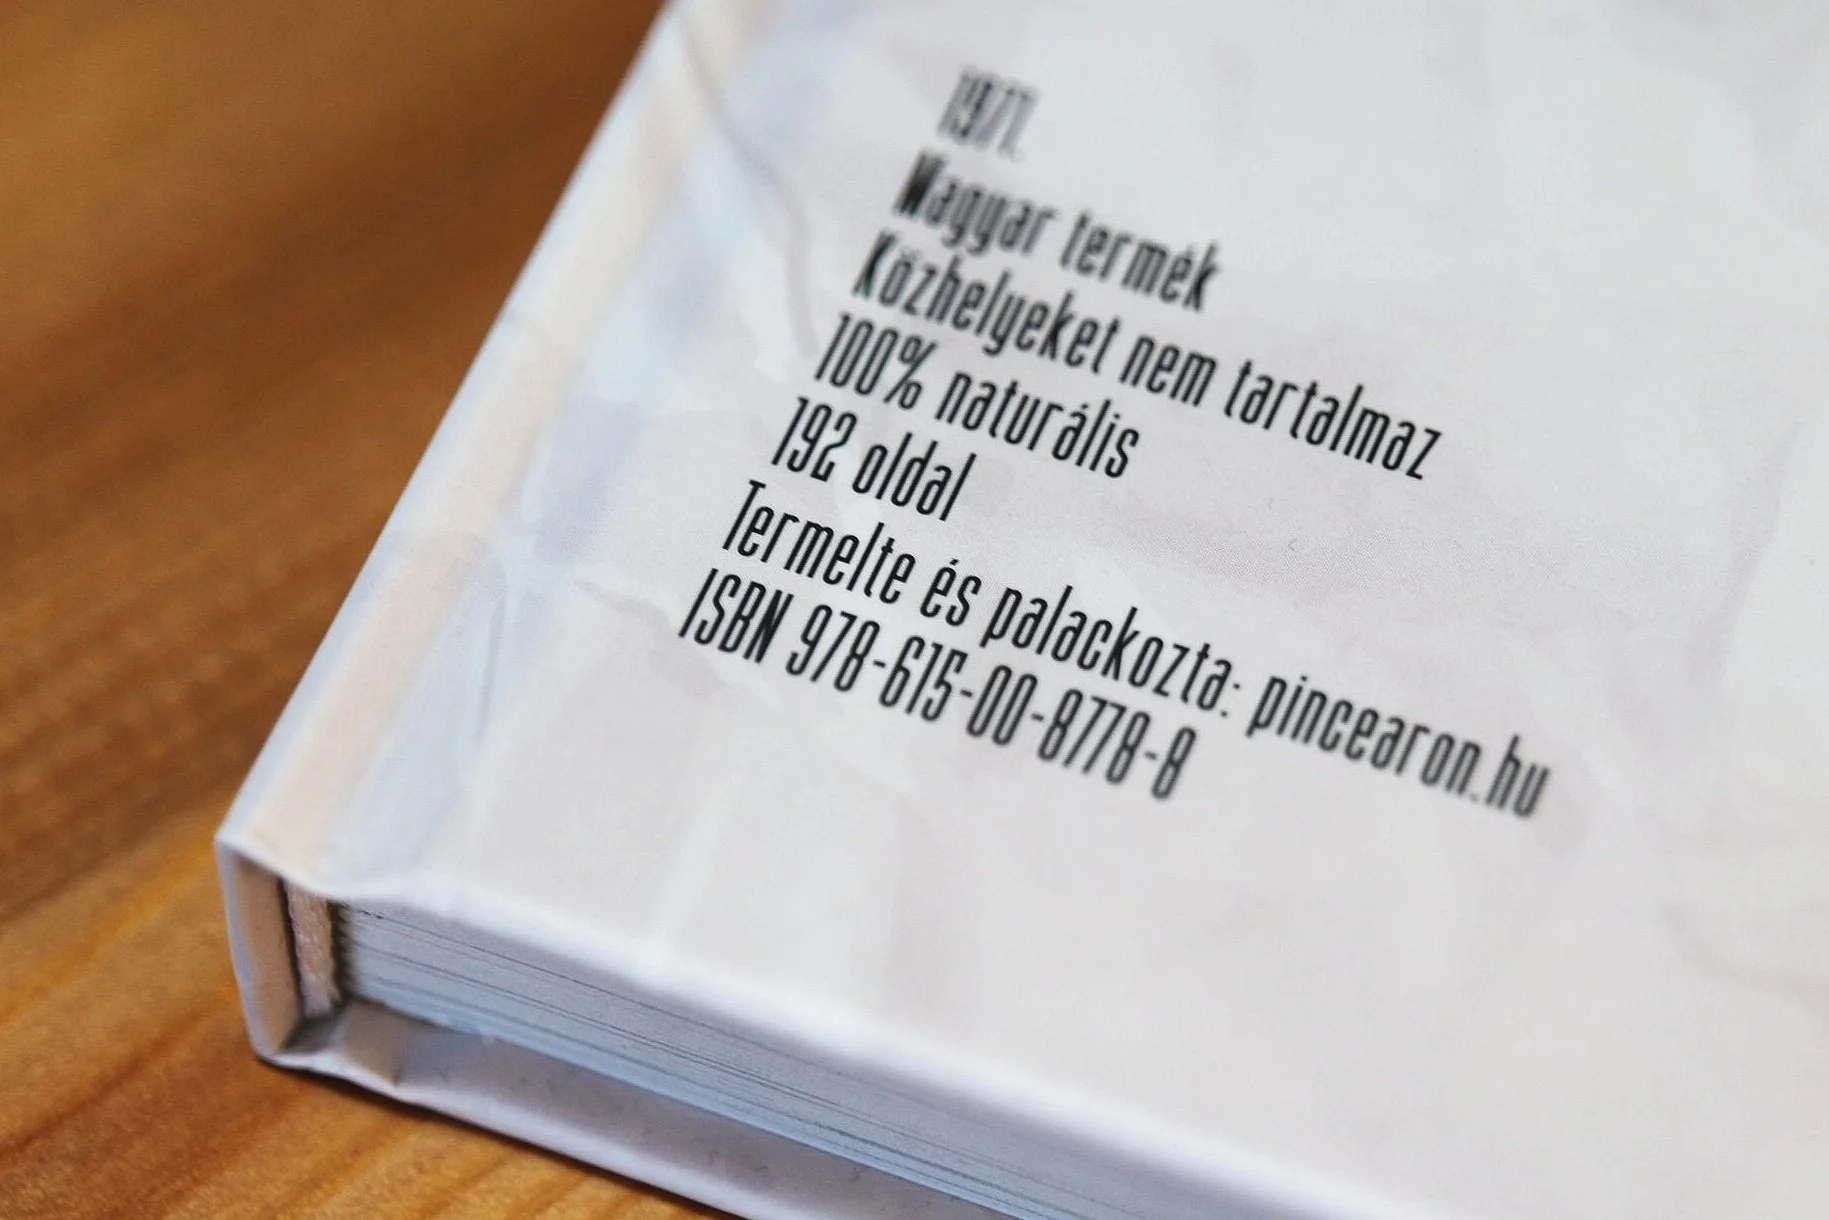 1977.
Magyar termék
Közhelyeket nem tartalmaz
100% naturális
192 oldal
Termelte és palackozta: pincearon.hu
ISBN 978-615-00-8778-8